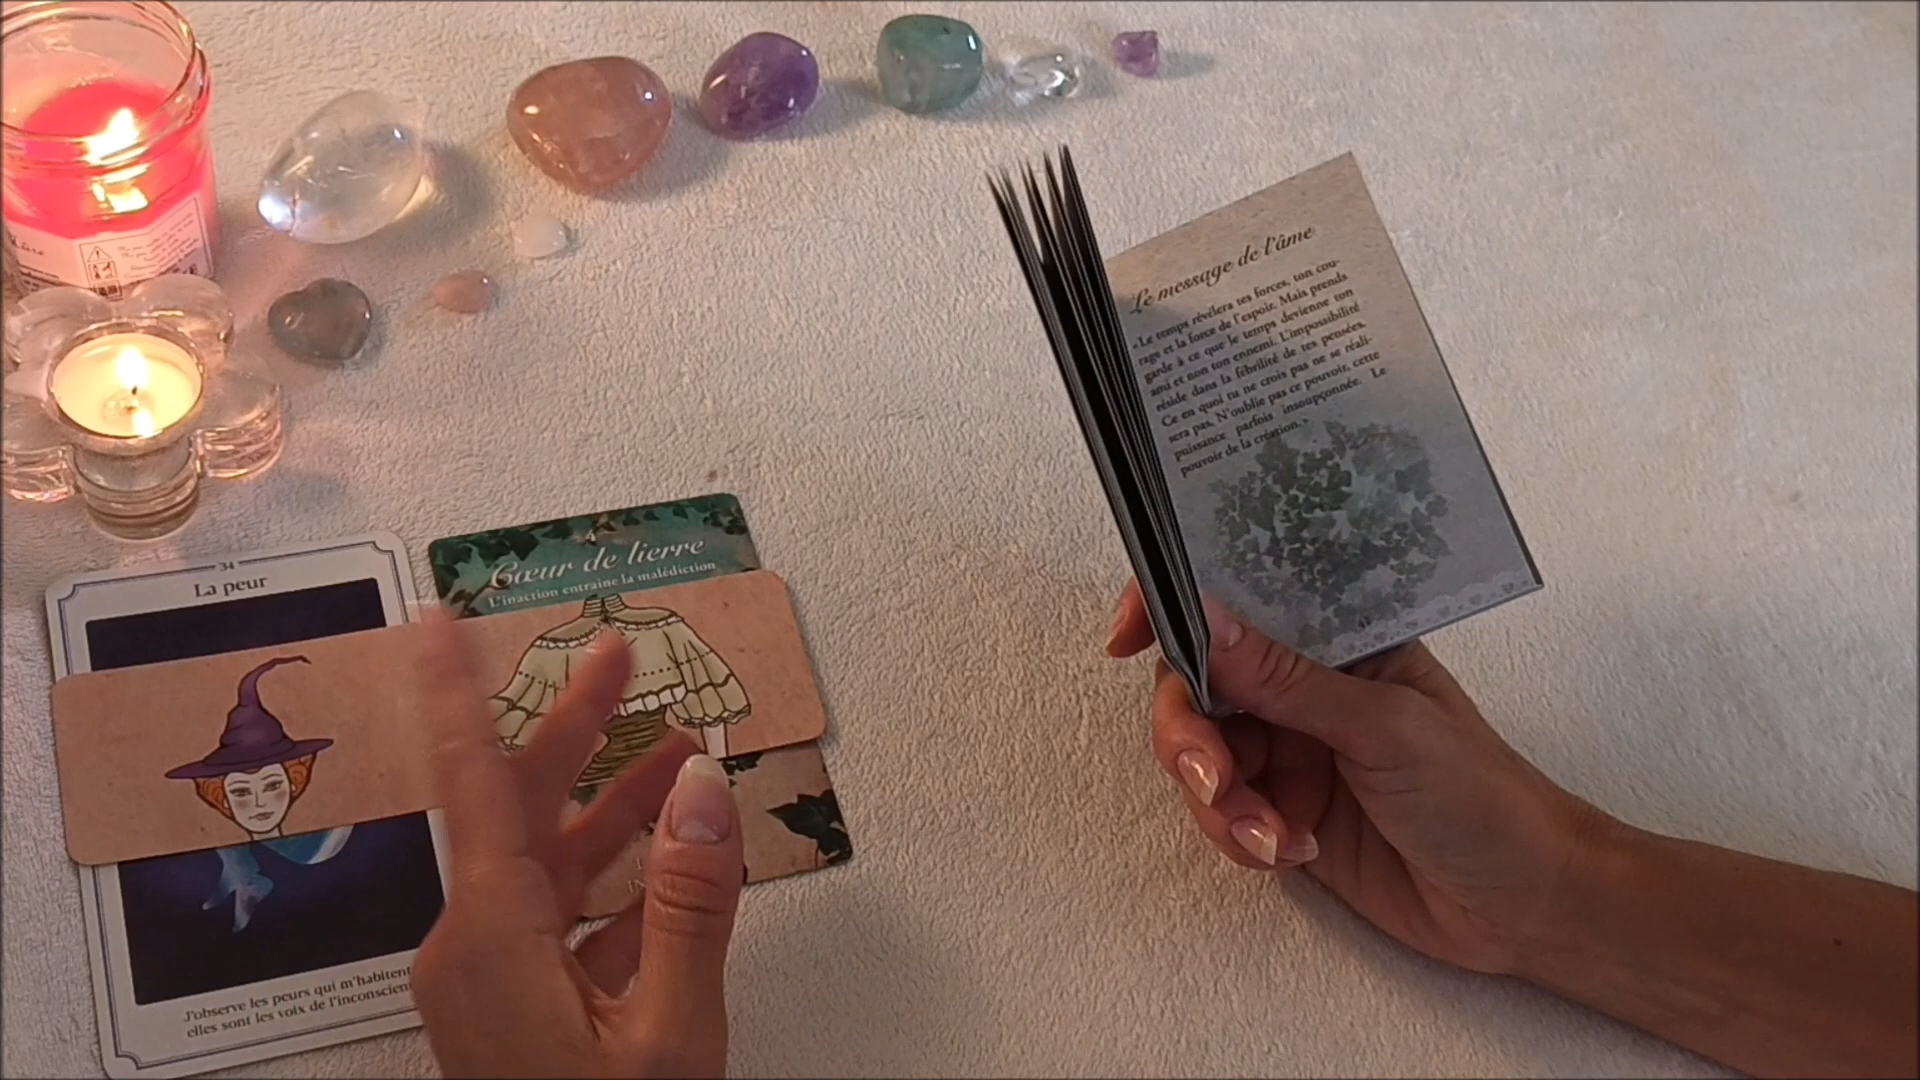 Le message de l'âme
«Le temps révélera tes forces, ton cou-
rage et la force de l'espoir. Mais prends
garde à ce que le temps devienne ton
ami et non ton ennemi. L'impossibilité
réside dans la fébrilité de tes pensées.
Ce en quoi tu ne crois pas ne se réali-
sera pas. N'oublie pas ce pouvoir, cette
puissance parfois insoupçonnée. Le
pouvoir de la création.»
34
La peur
J'observe les peurs qui m'habitent
elles sont les voix de l'inconscien
4
Cœur de lierre
L'inaction entraine la malédiction